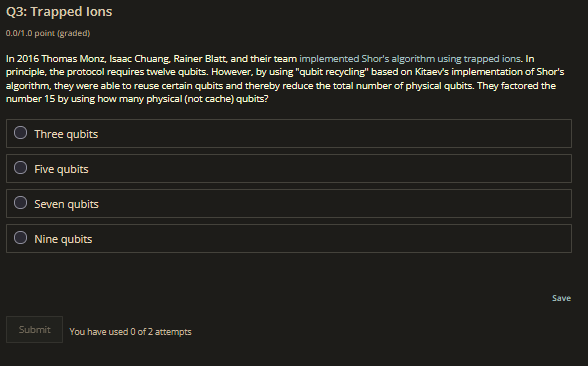 Q3: Trapped Ions
0.0/1.0 point (graded)
In 2016 Thomas Monz, Isaac Chuang, Rainer Blatt, and their team implemented Shor's algorithm using trapped ions. In
principle, the protocol requires twelve qubits. However, by using "qubit recycling" based on Kitaev's implementation of Shor's
algorithm, they were able to reuse certain qubits and thereby reduce the total number of physical qubits. They factored the
number 15 by using how many physical (not cache) qubits?
Three qubits
Five qubits
Seven qubits
Nine qubits
Save
Submit You have used 0 of 2 attempts